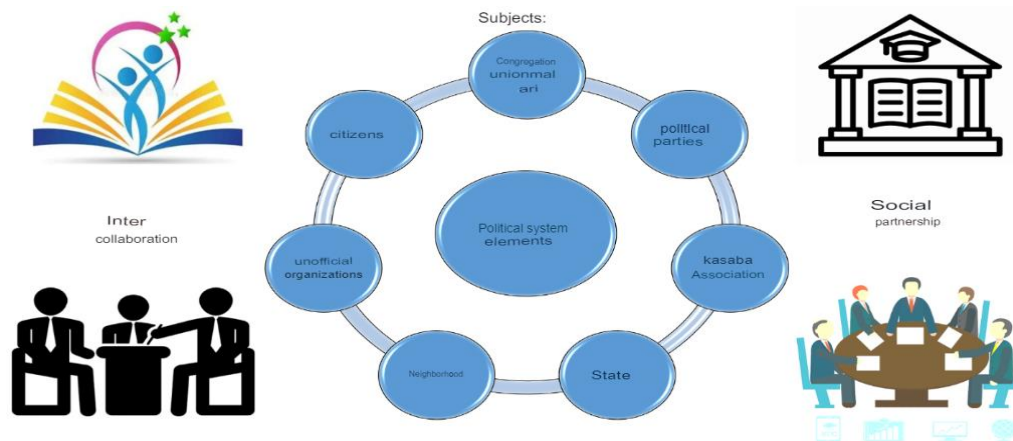 Subjects:
Congregation
unionmal
ari
citizens
political
parties
Inter
collaboration
Social
partnership
Political system
elements
unofficial
organizations
kasaba
Association
Neighborhood
State